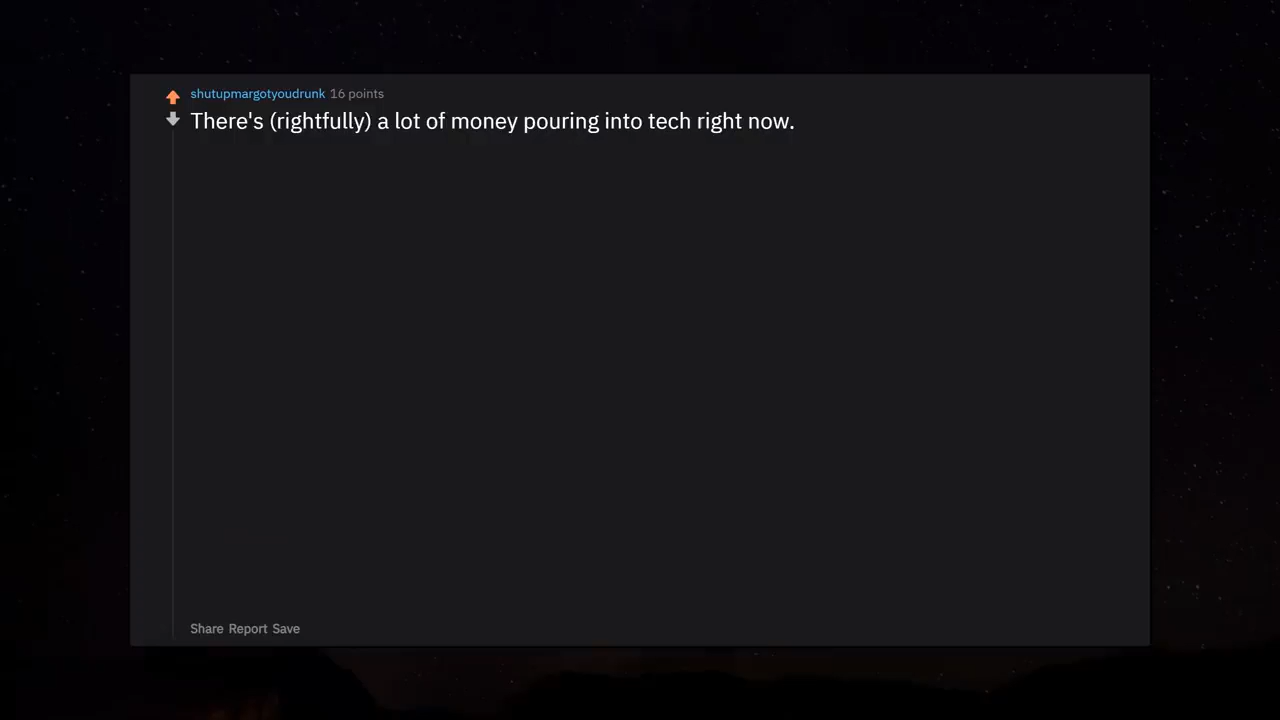 shutupmargotyoudrunk 16 points
There's (rightfully) a lot of money pouring into tech right now.
Share Report Save